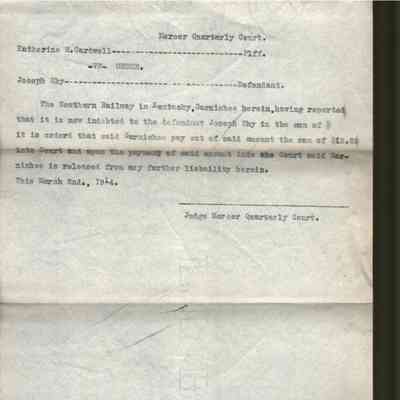 Mercer Quarterly Court.
Katherine H.Cardwell-------------------------------Plff.
-VS- ORDER.
Joseph Eby-----------------------------------------Defendant.
The Southern Railway in Kentucky,Garnishee herein,having reported
that it is now indebted to the defendant Joseph Eby in the sum of $
it is orderd that said Garnishee pay out of said amount the sum of
into Court and upon the payment of said amount into the Court said Gar-
nishee is released from any further liability herein.
This March 2nd., 1914.
Judge Mercer Quarterly Court.